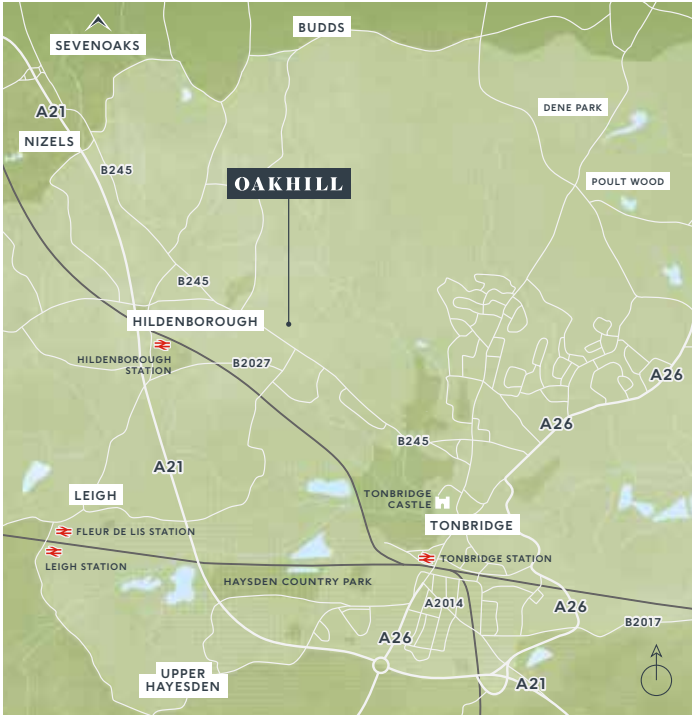 BUDDS
SEVENOAKS
DENE PARK
A21
NIZELS
B245
POULT WOOD
OAKHILL
B245
HILDENBOROUGH
HILDENBOROUGH
STATION
B2027
A26
A26
B245
A21
LEIGH
TONBRIDGE
CASTLE
TONBRIDGE
FLEUR DE LIS STATION
TONBRIDGE STATION
LEIGH STATION
HAYSDEN COUNTRY PARK
A2014
A26
B2017
A26
UPPER
HAYESDEN
A21